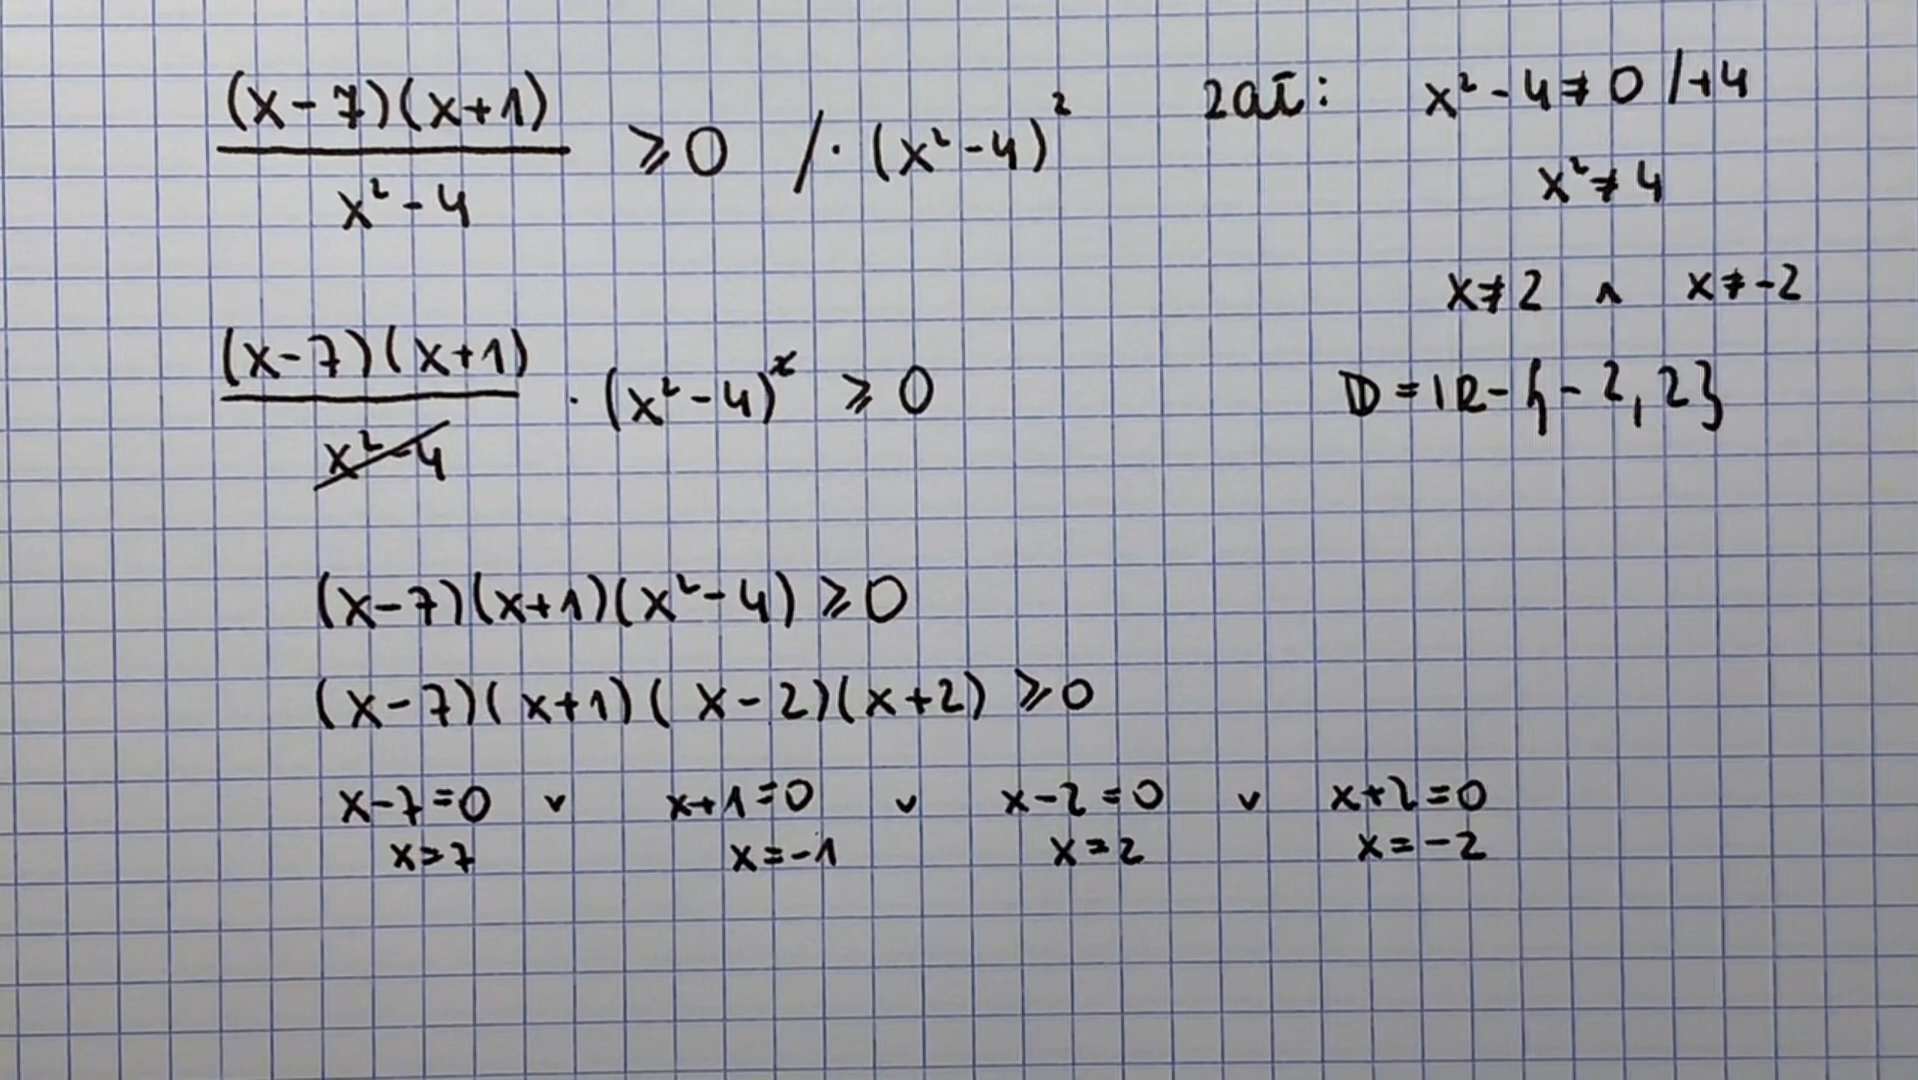 (x-7)(x+1)
x² - 4
≥ 0 / · (x² - 4)²
zał: x² - 4 ≠ 0 /+4
x² ≠ 4
x ≠ 2 ∧ x ≠ -2
D = IR - {-2, 2}
(x-7)(x+1)
x² - 4
· (x² - 4)² ≥ 0
(x-7)(x+1)(x² - 4) ≥ 0
(x-7)(x+1)(x-2)(x+2) ≥ 0
x-7=0 ∨ x+1=0 ∨ x-2=0 ∨ x+2=0
x=7 x=-1 x=2 x=-2